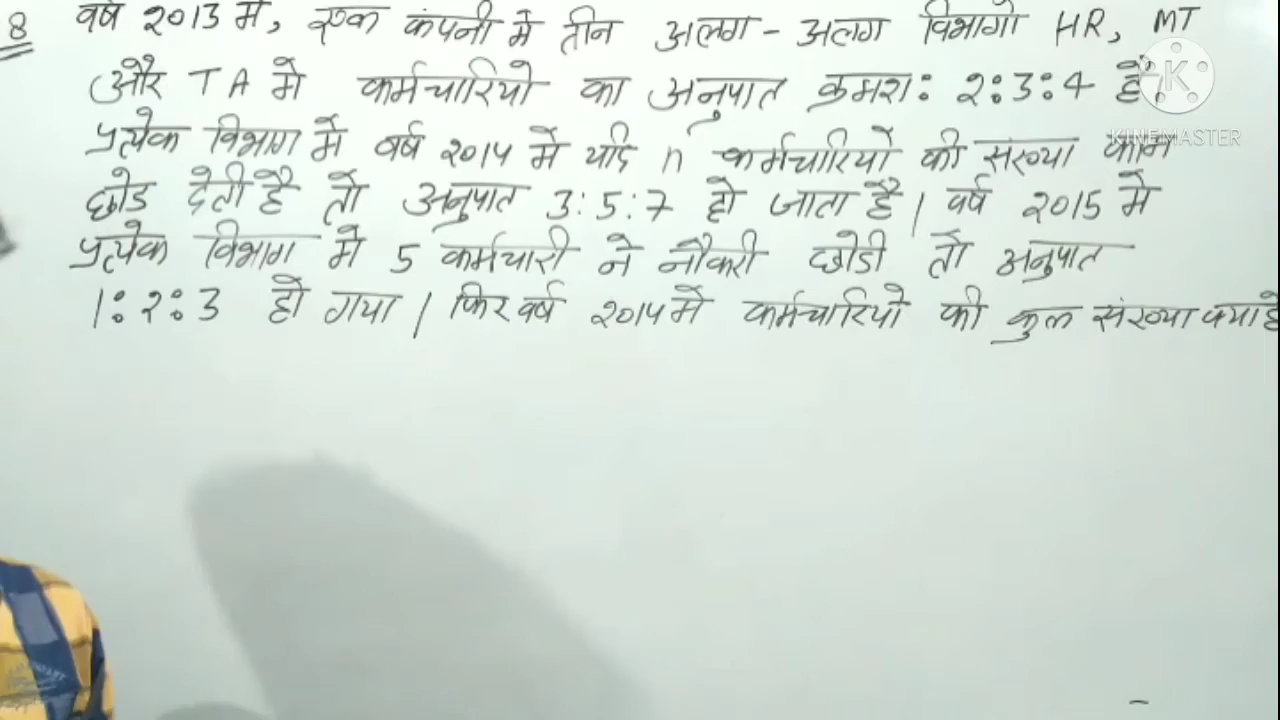 8 वर्ष 2013 में, एक कंपनी में तीन अलग - अलग विभागो HR, MT
और TA में कर्मचारियो का अनुपात क्रमश: 2:3:4 है,
प्रत्येक विभाग में वर्ष 2014 में यदि n कर्मचारियों की संख्या काम
छोड देती है तो अनुपात 3:5:7 हो जाता है। वर्ष 2015 में
प्रत्येक विभाग में 5 कर्मचारी ने नौकरी छोडी तो अनुपात
1:2:3 हो गया। फिर वर्ष 2014 में कर्मचारियो की कुल संख्या क्या है
KINEMASTER